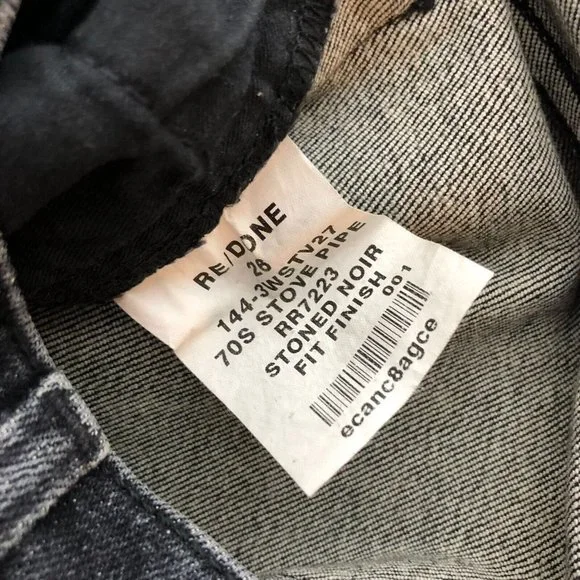 RE/DONE
28
144-3WSTV27
70S STOVE PIPE
RR7223
STONED NOIR
FIT FINISH
001
ecanc8agce